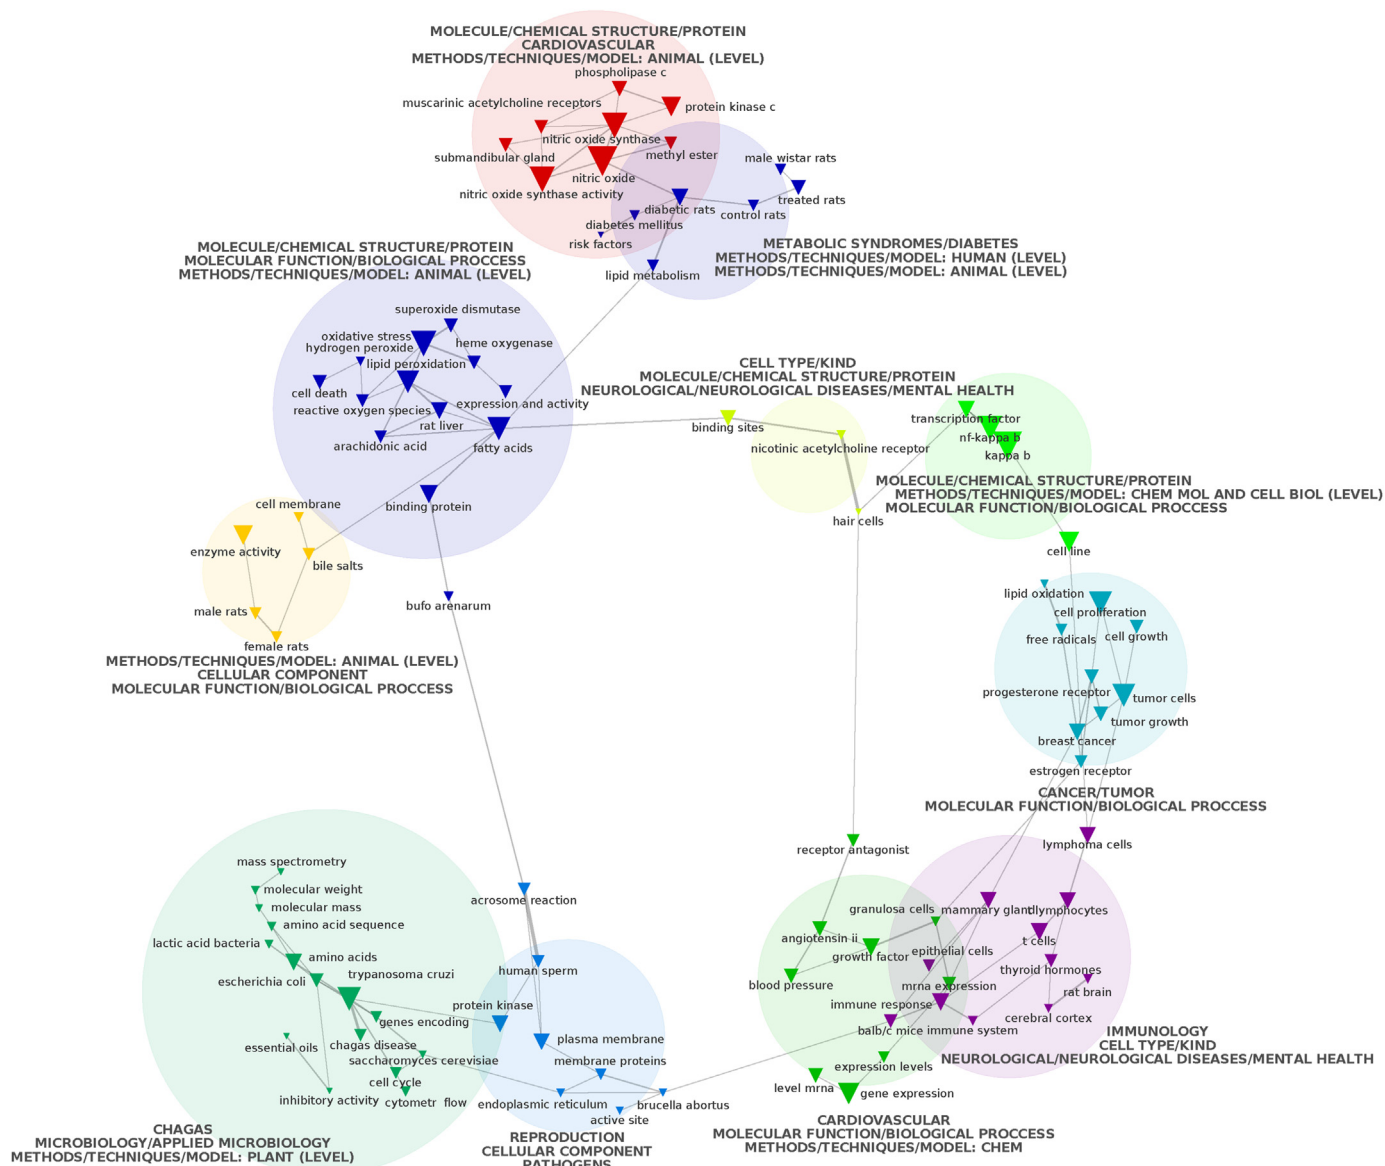 MOLECULE/CHEMICAL STRUCTURE/PROTEIN
CARDIOVASCULAR
METHODS/TECHNIQUES/MODEL: ANIMAL (LEVEL)
phospholipase c
muscarinic acetylcholine receptors
protein kinase c
nitric oxide synthase
submandibular gland
methyl ester
male wistar rats
nitric oxide
nitric oxide synthase activity
treated rats
diabetic rats
control rats
diabetes mellitus
risk factors
METABOLIC SYNDROMES/DIABETES
METHODS/TECHNIQUES/MODEL: HUMAN (LEVEL)
METHODS/TECHNIQUES/MODEL: ANIMAL (LEVEL)
lipid metabolism
MOLECULE/CHEMICAL STRUCTURE/PROTEIN
MOLECULAR FUNCTION/BIOLOGICAL PROCCESS
METHODS/TECHNIQUES/MODEL: ANIMAL (LEVEL)
superoxide dismutase
oxidative stress
hydrogen peroxide
heme oxygenase
lipid peroxidation
cell death
expression and activity
reactive oxygen species
rat liver
arachidonic acid
fatty acids
binding protein
CELL TYPE/KIND
MOLECULE/CHEMICAL STRUCTURE/PROTEIN
NEUROLOGICAL/NEUROLOGICAL DISEASES/MENTAL HEALTH
binding sites
nicotinic acetylcholine receptor
hair cells
transcription factor
nf-kappa b
kappa b
MOLECULE/CHEMICAL STRUCTURE/PROTEIN
METHODS/TECHNIQUES/MODEL: CHEM MOL AND CELL BIOL (LEVEL)
MOLECULAR FUNCTION/BIOLOGICAL PROCCESS
cell line
cell membrane
enzyme activity
bile salts
male rats
female rats
METHODS/TECHNIQUES/MODEL: ANIMAL (LEVEL)
CELLULAR COMPONENT
MOLECULAR FUNCTION/BIOLOGICAL PROCCESS
bufo arenarum
lipid oxidation
cell proliferation
free radicals
cell growth
progesterone receptor
tumor cells
tumor growth
breast cancer
estrogen receptor
CANCER/TUMOR
MOLECULAR FUNCTION/BIOLOGICAL PROCCESS
lymphoma cells
receptor antagonist
granulosa cells
mammary gland
t lymphocytes
angiotensin ii
growth factor
epithelial cells
t cells
thyroid hormones
blood pressure
mrna expression
rat brain
immune response
cerebral cortex
balb/c mice
immune system
expression levels
level mrna
gene expression
IMMUNOLOGY
CELL TYPE/KIND
NEUROLOGICAL/NEUROLOGICAL DISEASES/MENTAL HEALTH
CARDIOVASCULAR
MOLECULAR FUNCTION/BIOLOGICAL PROCCESS
METHODS/TECHNIQUES/MODEL: CHEM
acrosome reaction
human sperm
protein kinase
plasma membrane
membrane proteins
endoplasmic reticulum
brucella abortus
active site
REPRODUCTION
CELLULAR COMPONENT
PATHOGENS
mass spectrometry
molecular weight
molecular mass
amino acid sequence
lactic acid bacteria
amino acids
escherichia coli
trypanosoma cruzi
genes encoding
chagas disease
essential oils
saccharomyces cerevisiae
cell cycle
inhibitory activity
cytometr flow
CHAGAS
MICROBIOLOGY/APPLIED MICROBIOLOGY
METHODS/TECHNIQUES/MODEL: PLANT (LEVEL)